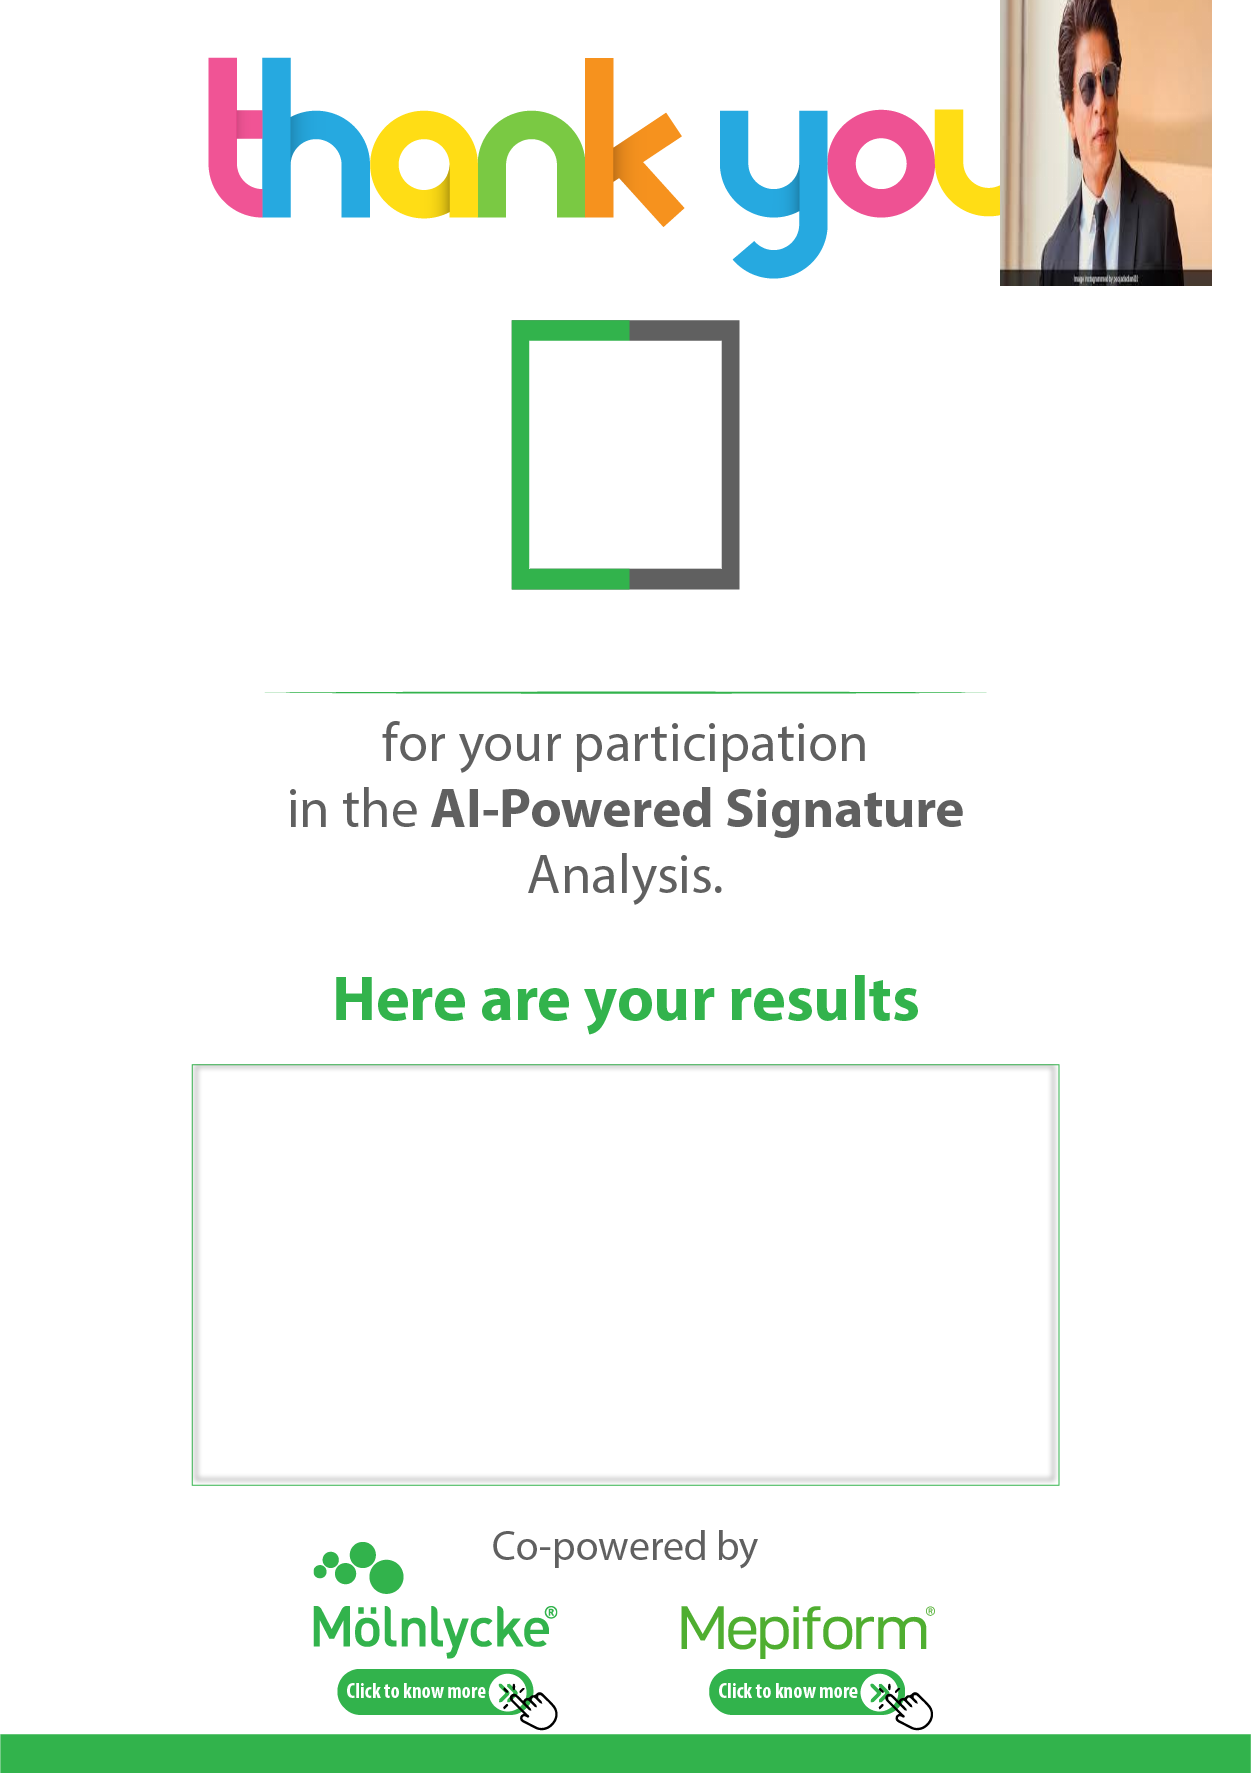 thank you
for your participation
in the AI-Powered Signature
Analysis.
Here are your results
Co-powered by
Mölnlycke®
Mepiform®
Click to know more
Click to know more